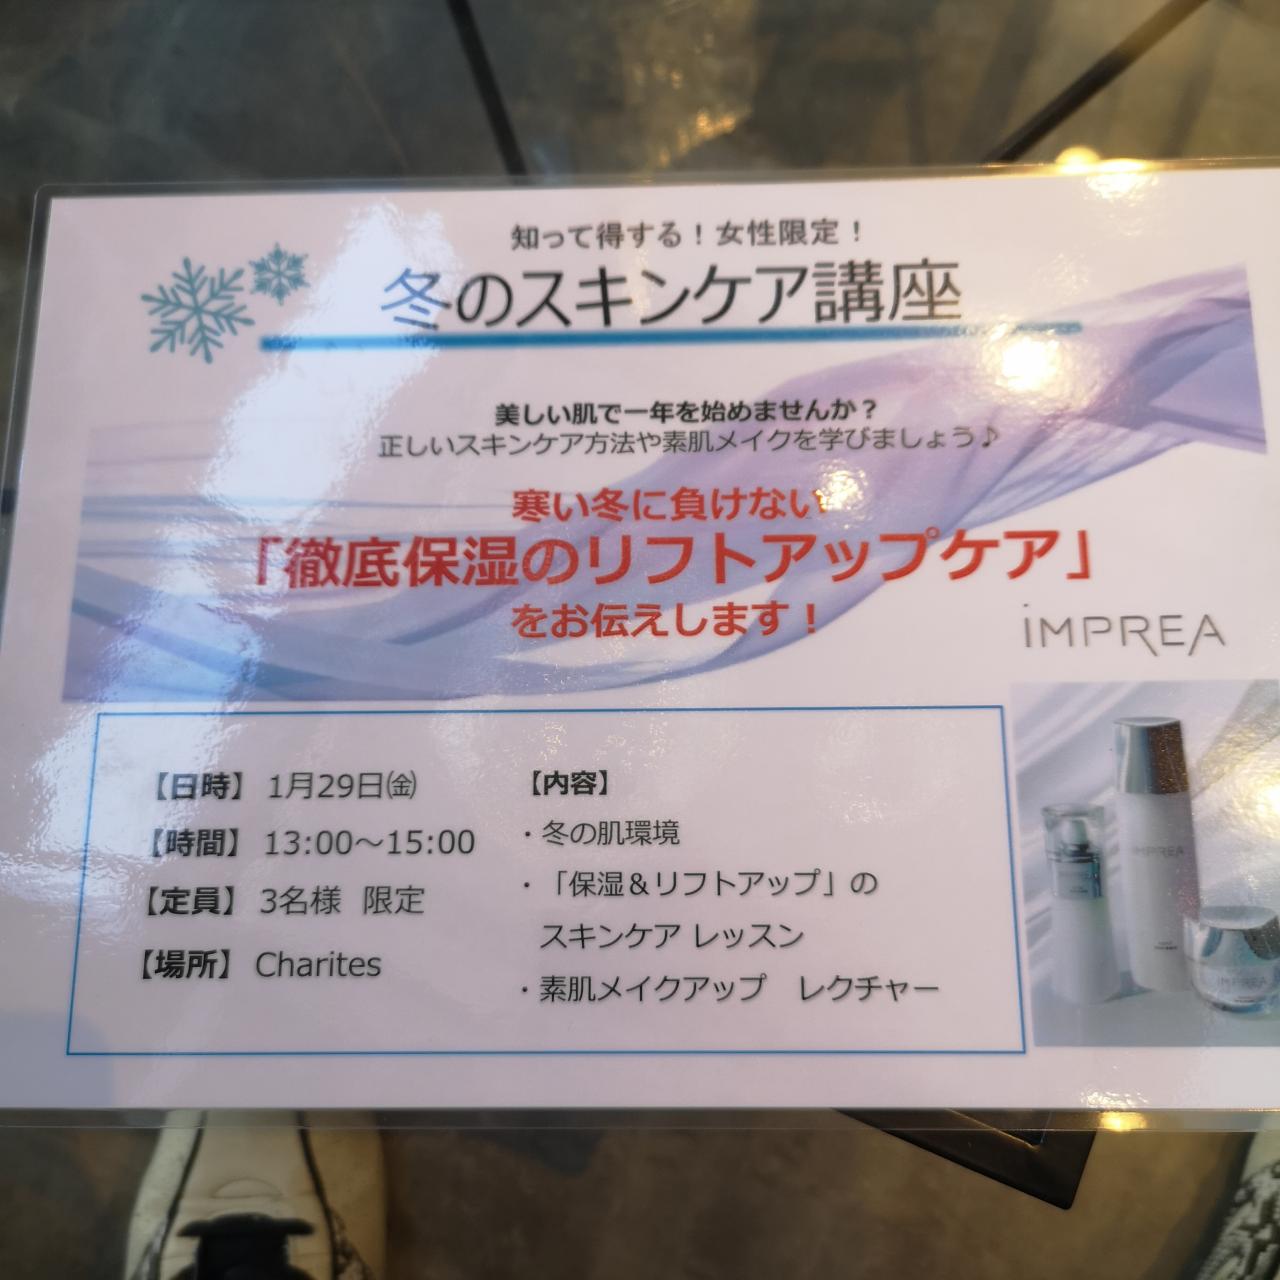 知って得する！女性限定！
冬のスキンケア講座
美しい肌で一年を始めませんか？
正しいスキンケア方法や素肌メイクを学びましょう♪
寒い冬に負けない
「徹底保湿のリフトアップケア」
をお伝えします！
iMPREA
【日時】 1月29日㈮
【時間】 13:00～15:00
【定員】 3名様 限定
【場所】 Charites
【内容】
・冬の肌環境
・「保湿＆リフトアップ」の
スキンケア レッスン
・素肌メイクアップ　レクチャー
iMPREA
iMPREA